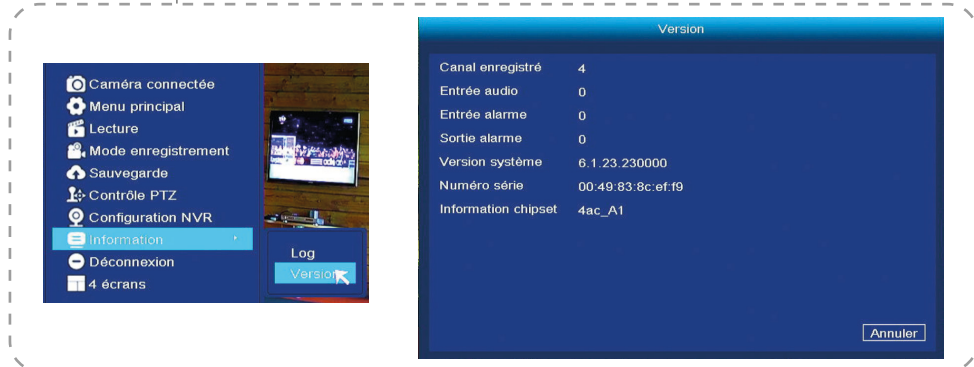 Caméra connectée
Menu principal
Lecture
Mode enregistrement
Sauvegarde
Contrôle PTZ
Configuration NVR
Information
Déconnexion
4 écrans
Log
Version
Version
Canal enregistré 4
Entrée audio 0
Entrée alarme 0
Sortie alarme 0
Version système 6.1.23.230000
Numéro série 00:49:83:8c:ef:f9
Information chipset 4ac_A1
Annuler